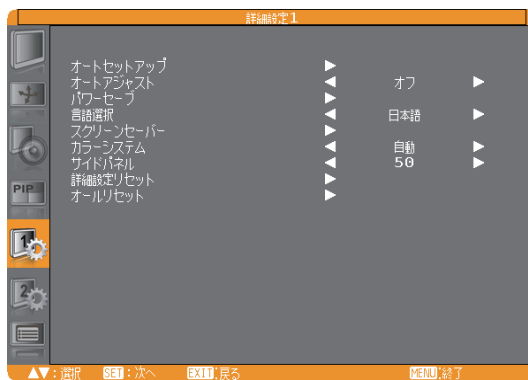 詳細設定1
オートセットアップ
オートアジャスト オフ
パワーセーブ
言語選択 日本語
スクリーンセーバー
カラーシステム 自動
サイドパネル 50
詳細設定リセット
オールリセット
PIP
1
2
▲▼:選択 SET:次へ EXIT:戻る MENU:終了